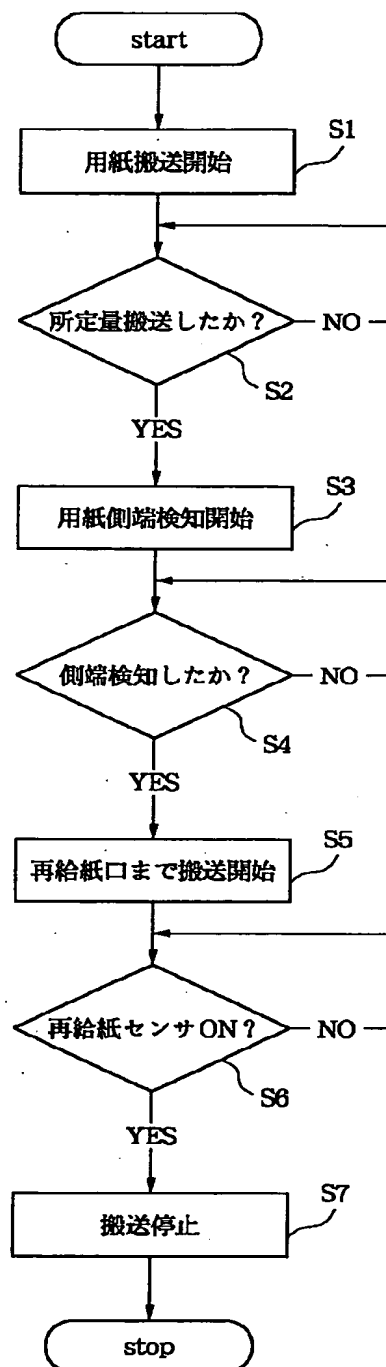 start
S1
用紙搬送開始
所定量搬送したか?
NO
S2
YES
S3
用紙側端検知開始
側端検知したか?
NO
S4
YES
S5
再給紙口まで搬送開始
再給紙センサON?
NO
S6
YES
S7
搬送停止
stop